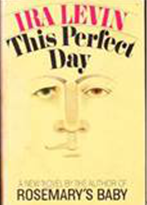 IRA LEVIN
This Perfect
Day
A NEW NOVEL BY THE AUTHOR OF
ROSEMARY'S BABY